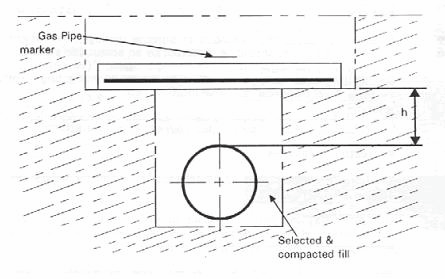 Gas Pipe
marker
h
Selected &
compacted fill